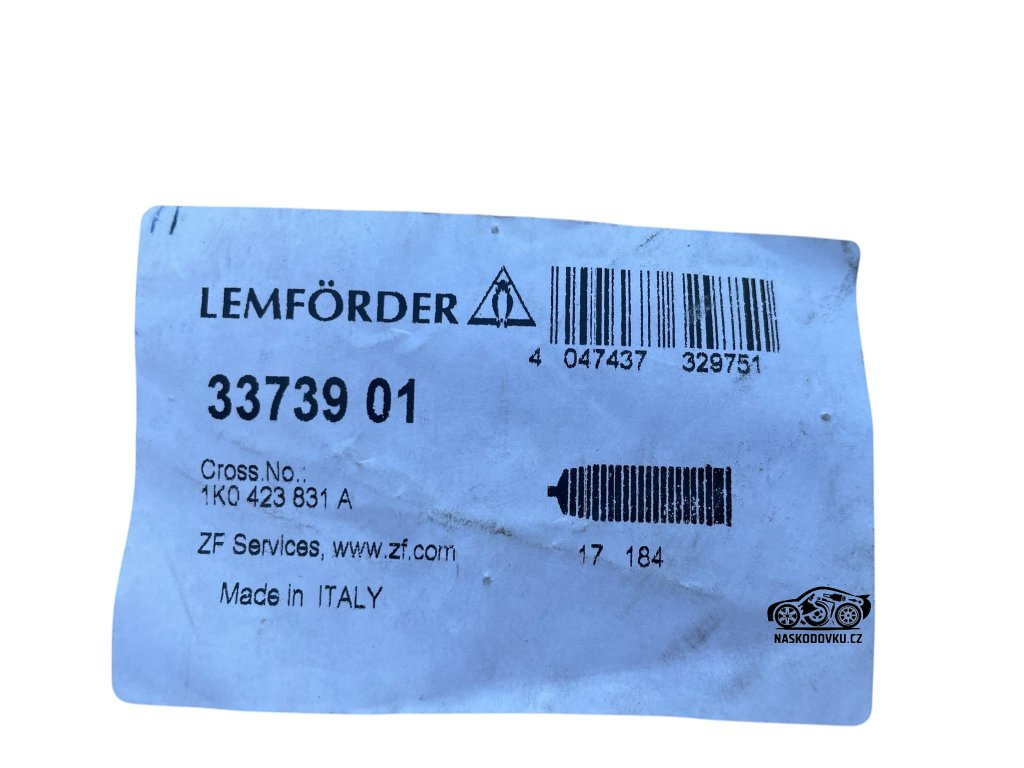 LEMFÖRDER
4 047437 329751
33739 01
Cross.No.:
1K0 423 831 A
ZF Services, www.zf.com
17 184
Made in ITALY
NASKODOVKU.CZ